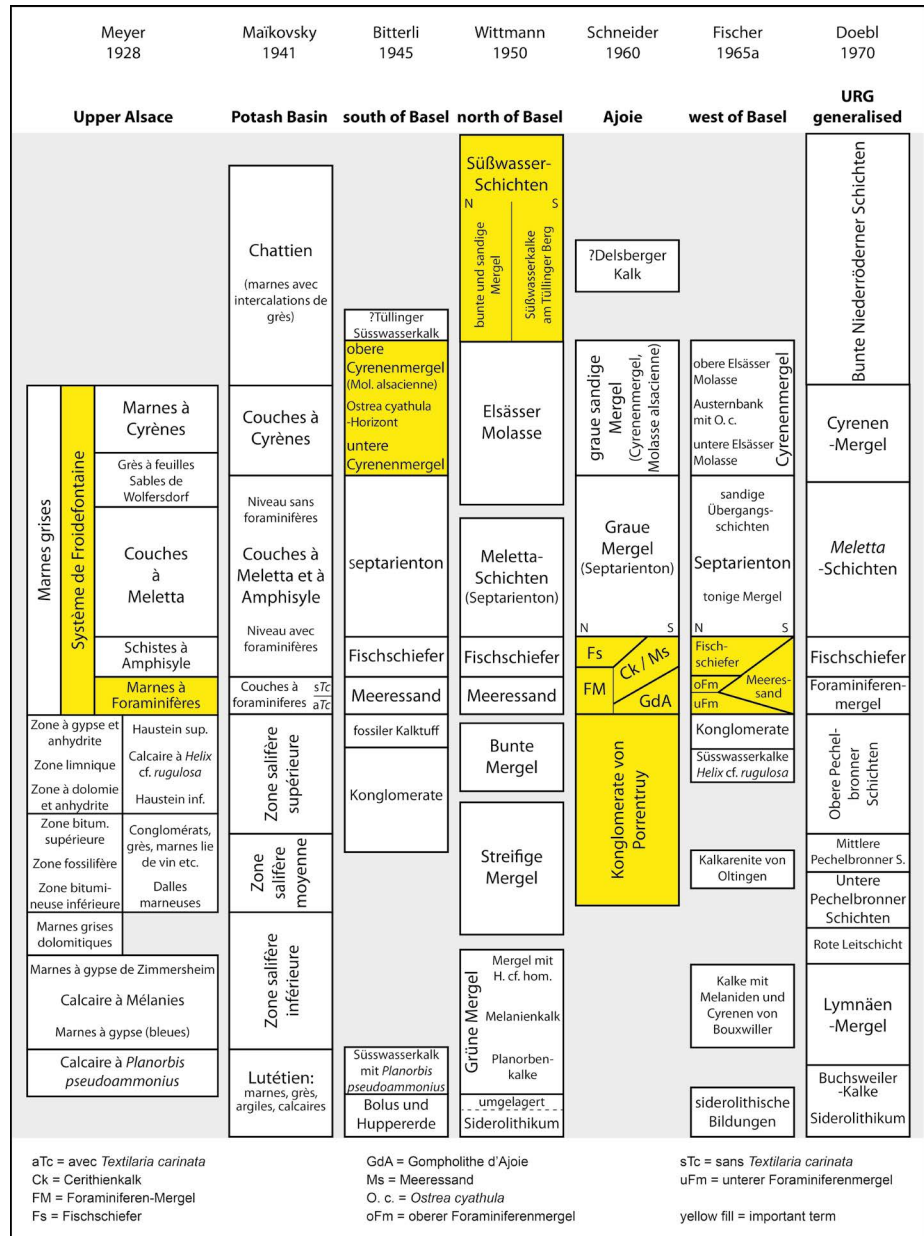 Meyer
1928
Maïkovsky
1941
Bitterli
1945
Wittmann
1950
Schneider
1960
Fischer
1965a
Doebl
1970
Upper Alsace
Potash Basin
south of Basel
north of Basel
Ajoie
west of Basel
URG
generalised
Marnes grises
Système de Froidefontaine
Marnes à
Cyrènes
Grès à feuilles
Sables de
Wolfersdorf
Couches
à
Meletta
Schistes à
Amphisyle
Marnes à
Foraminifères
Zone à gypse et
anhydrite
Zone limnique
Zone à dolomie
et anhydrite
Haustein sup.
Calcaire à Helix
cf. rugulosa
Haustein inf.
Zone bitum.
supérieure
Zone fossilifère
Zone bitumi-
neuse inférieure
Conglomérats,
grès, marnes lie
de vin etc.
Dalles
marneuses
Marnes grises
dolomitiques
Marnes à gypse de Zimmersheim
Calcaire à Mélanies
Marnes à gypse (bleues)
Calcaire à Planorbis
pseudoammonius
Chattien
(marnes avec
intercalations de
grès)
Couches à
Cyrènes
Niveau sans
foraminifères
Couches à
Meletta et à
Amphisyle
Niveau avec
foraminifères
Couches à
foraminiferes
sTc
aTc
Zone salifère
supérieure
Zone
salifère
moyenne
Zone salifère
inférieure
Lutétien:
marnes, grès,
argiles, calcaires
?Tüllinger
Süsswasserkalk
obere
Cyrenenmergel
(Mol. alsacienne)
Ostrea cyathula
-Horizont
untere
Cyrenenmergel
septarienton
Fischschiefer
Meeressand
fossiler Kalktuff
Konglomerate
Süsswasserkalk
mit Planorbis
pseudoammonius
Bolus und
Huppererde
Süßwasser-
Schichten
N
S
bunte und sandige
Mergel
Süßwasserkalke
am Tüllinger Berg
Elsässer
Molasse
Meletta-
Schichten
(Septarienton)
Fischschiefer
Meeressand
Bunte
Mergel
Streifige
Mergel
Grüne Mergel
Mergel mit
H. cf. hom.
Melanienkalk
Planorben-
kalke
umgelagert
Siderolithikum
?Delsberger
Kalk
graue sandige
Mergel
(Cyrenenmergel,
Molasse alsacienne)
Graue
Mergel
(Septarienton)
N
S
Fs
Ck / Ms
FM
GdA
Konglomerate von
Porrentruy
obere Elsässer
Molasse
Austernbank
mit O. c.
untere Elsässer
Molasse
Cyrenenmergel
sandige
Übergangs-
schichten
Septarienton
tonige Mergel
N
S
Fisch-
schiefer
oFm
uFm
Meeres-
sand
Konglomerate
Süsswasserkalke
Helix cf. rugulosa
Kalkarenite von
Oltingen
Kalke mit
Melaniden und
Cyrenen von
Bouxwiller
siderolithische
Bildungen
Bunte Niederröderner Schichten
Cyrenen
-Mergel
Meletta
-Schichten
Fischschiefer
Foraminiferen-
mergel
Obere Pechel-
bronner
Schichten
Mittlere
Pechelbronner S.
Untere
Pechelbronner
Schichten
Rote Leitschicht
Lymnäen
-Mergel
Buchsweiler
-Kalke
Siderolithikum
aTc = avec Textilaria carinata
Ck = Cerithienkalk
FM = Foraminiferen-Mergel
Fs = Fischschiefer
GdA = Gompholithe d'Ajoie
Ms = Meeressand
O. c. = Ostrea cyathula
oFm = oberer Foraminiferenmergel
sTc = sans Textilaria carinata
uFm = unterer Foraminiferenmergel
yellow fill = important term